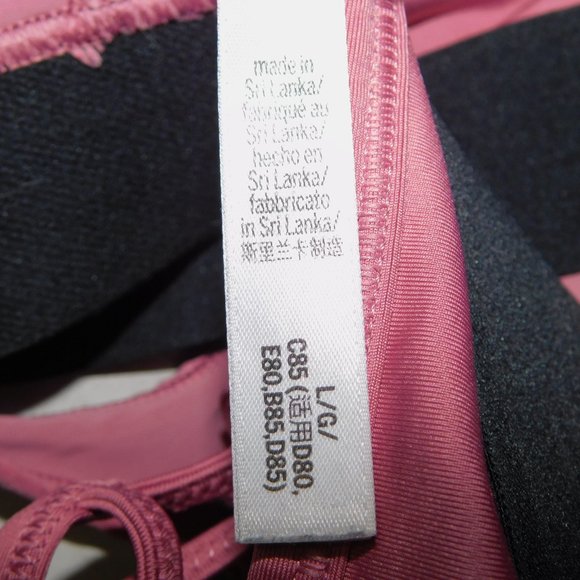 made in
Sri Lanka/
fabriqué au
Sri Lanka/
hecho en
Sri Lanka/
fabbricato
in Sri Lanka/
斯里兰卡制造
L/G/
C85 (适用D80,
E80,B85,D85)